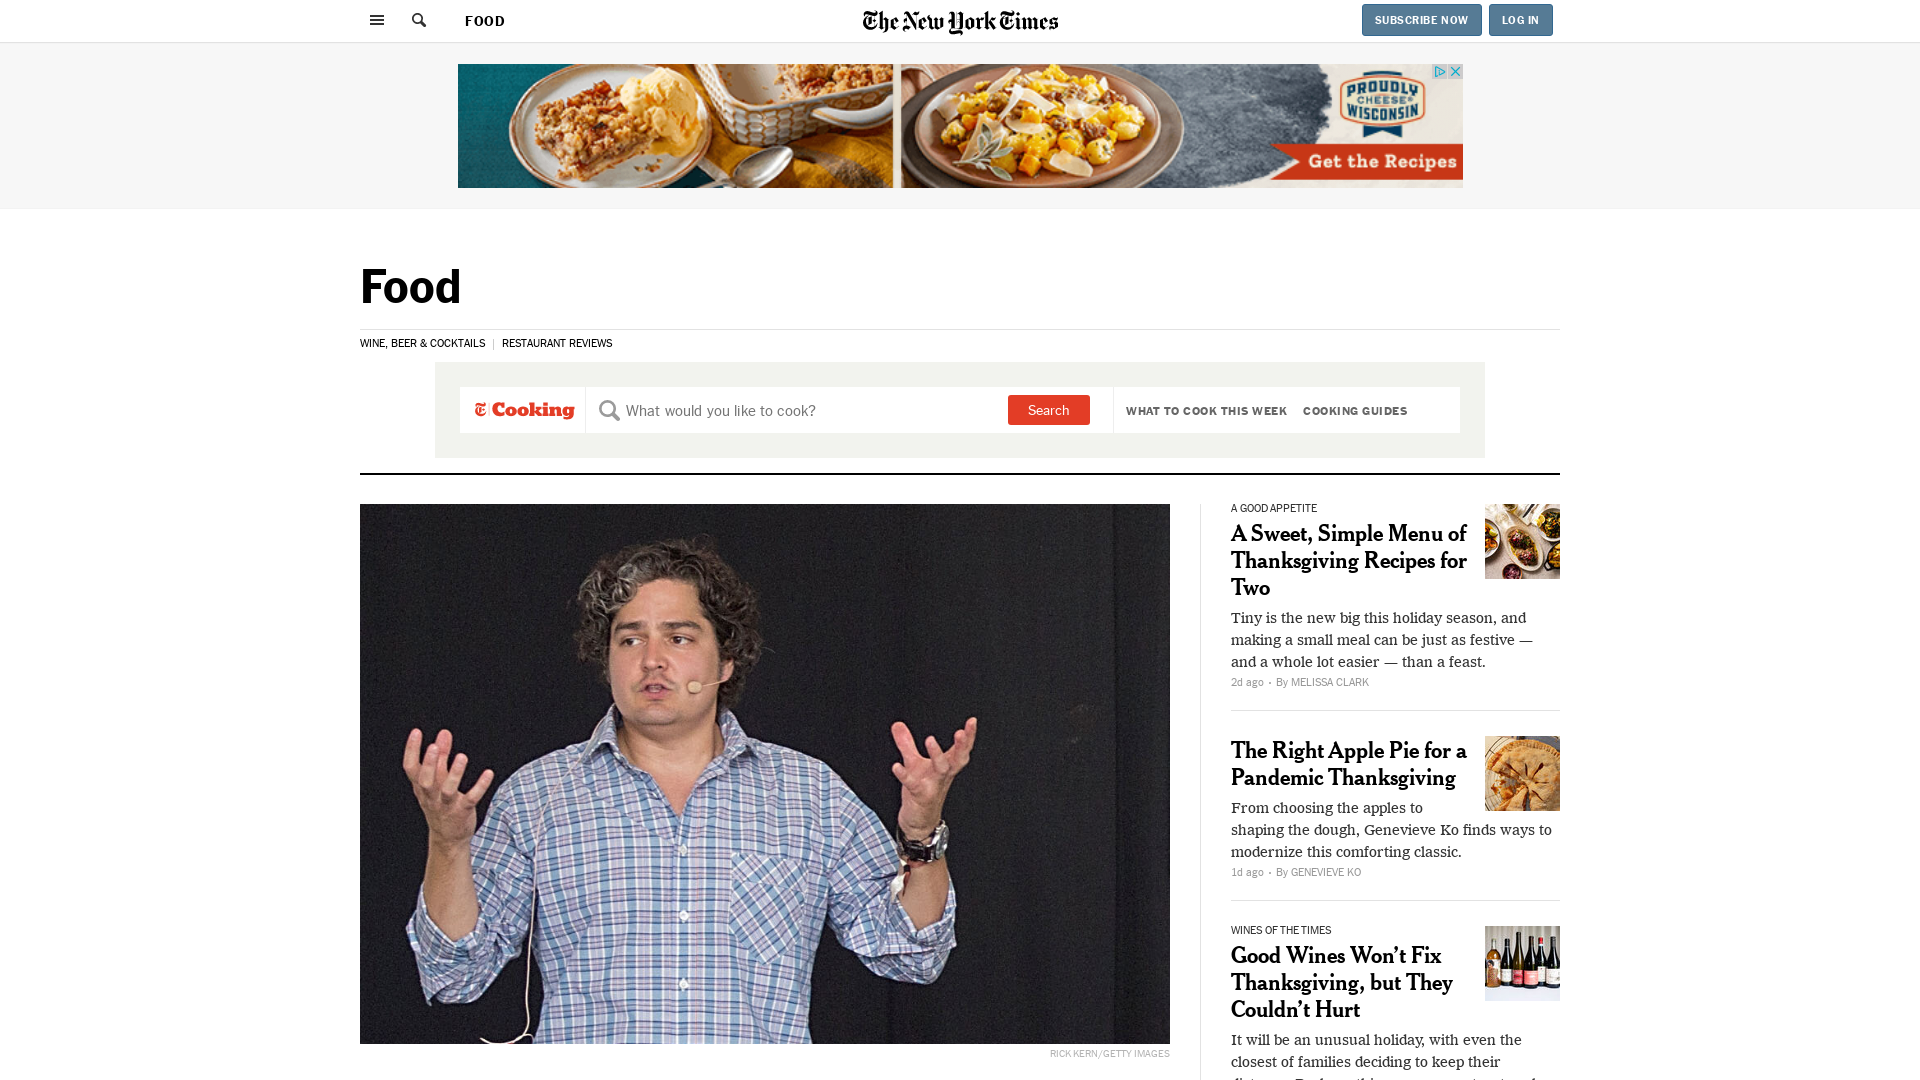 FOOD
The New York Times
SUBSCRIBE NOW
LOG IN
PROUDLY
WISCONSIN
CHEESE®
Get the Recipes
Food
WINE, BEER & COCKTAILS
RESTAURANT REVIEWS
Cooking
What would you like to cook?
Search
WHAT TO COOK THIS WEEK
COOKING GUIDES
RICK KERN/GETTY IMAGES
A GOOD APPETITE
A Sweet, Simple Menu of
Thanksgiving Recipes for
Two
Tiny is the new big this holiday season, and
making a small meal can be just as festive —
and a whole lot easier — than a feast.
2d ago • By MELISSA CLARK
The Right Apple Pie for a
Pandemic Thanksgiving
From choosing the apples to
shaping the dough, Genevieve Ko finds ways to
modernize this comforting classic.
1d ago • By GENEVIEVE KO
WINES OF THE TIMES
Good Wines Won’t Fix
Thanksgiving, but They
Couldn’t Hurt
It will be an unusual holiday, with even the
closest of families deciding to keep their